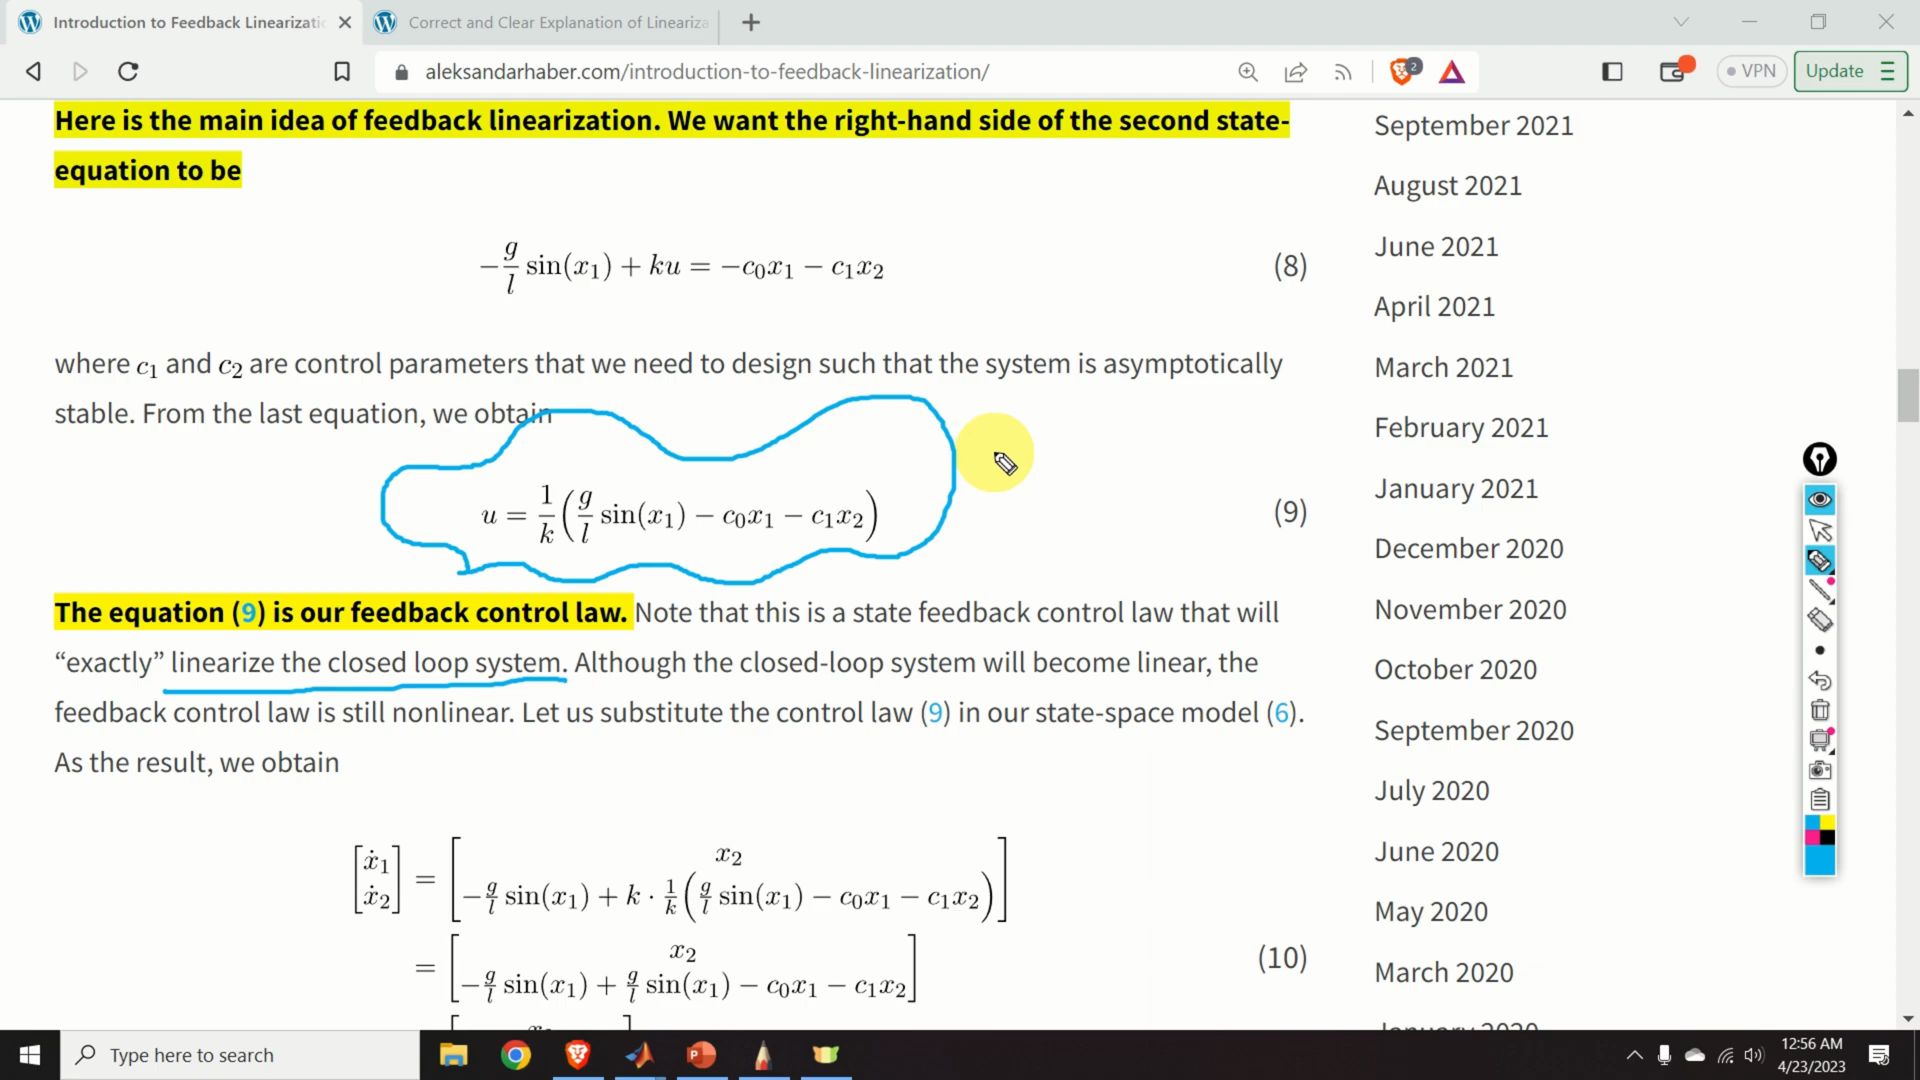 Introduction to Feedback Linearizatio
Correct and Clear Explanation of Lineariza
aleksandarhaber.com/introduction-to-feedback-linearization/
2
VPN
Update
Here is the main idea of feedback linearization. We want the right-hand side of the second state-
equation to be
−g/l sin(x₁) + ku = −c₀x₁ − c₁x₂ (8)
where c₁ and c₂ are control parameters that we need to design such that the system is asymptotically
stable. From the last equation, we obtain
u = 1/k (g/l sin(x₁) − c₀x₁ − c₁x₂) (9)
The equation (9) is our feedback control law. Note that this is a state feedback control law that will
“exactly” linearize the closed loop system. Although the closed-loop system will become linear, the
feedback control law is still nonlinear. Let us substitute the control law (9) in our state-space model (6).
As the result, we obtain
[ẋ₁ ẋ₂] = [x₂ −g/l sin(x₁) + k · 1/k (g/l sin(x₁) − c₀x₁ − c₁x₂)]
= [x₂ −g/l sin(x₁) + g/l sin(x₁) − c₀x₁ − c₁x₂] (10)
September 2021
August 2021
June 2021
April 2021
March 2021
February 2021
January 2021
December 2020
November 2020
October 2020
September 2020
July 2020
June 2020
May 2020
March 2020
January 2020
Type here to search
12:56 AM
4/23/2023